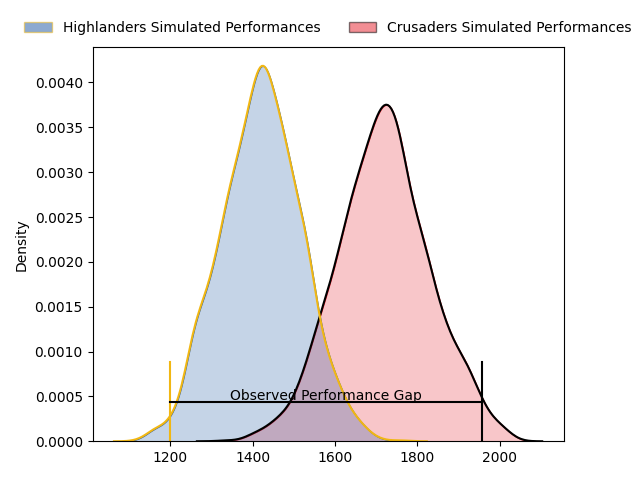 Highlanders Simulated Performances
Crusaders Simulated Performances
0.0040
0.0035
0.0030
0.0025
0.0020
0.0015
0.0010
0.0005
0.0000
Density
Observed Performance Gap
1200 1400 1600 1800 2000